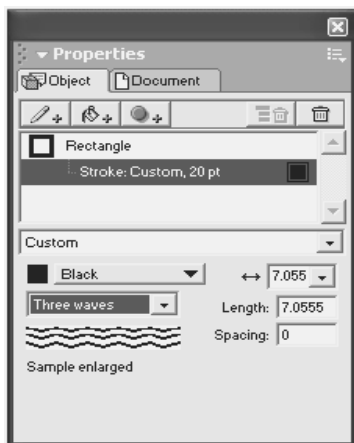 Properties
Object Document
Rectangle
Stroke: Custom, 20 pt
Custom
Black 7.055
Three waves Length: 7.0555
Spacing: 0
Sample enlarged